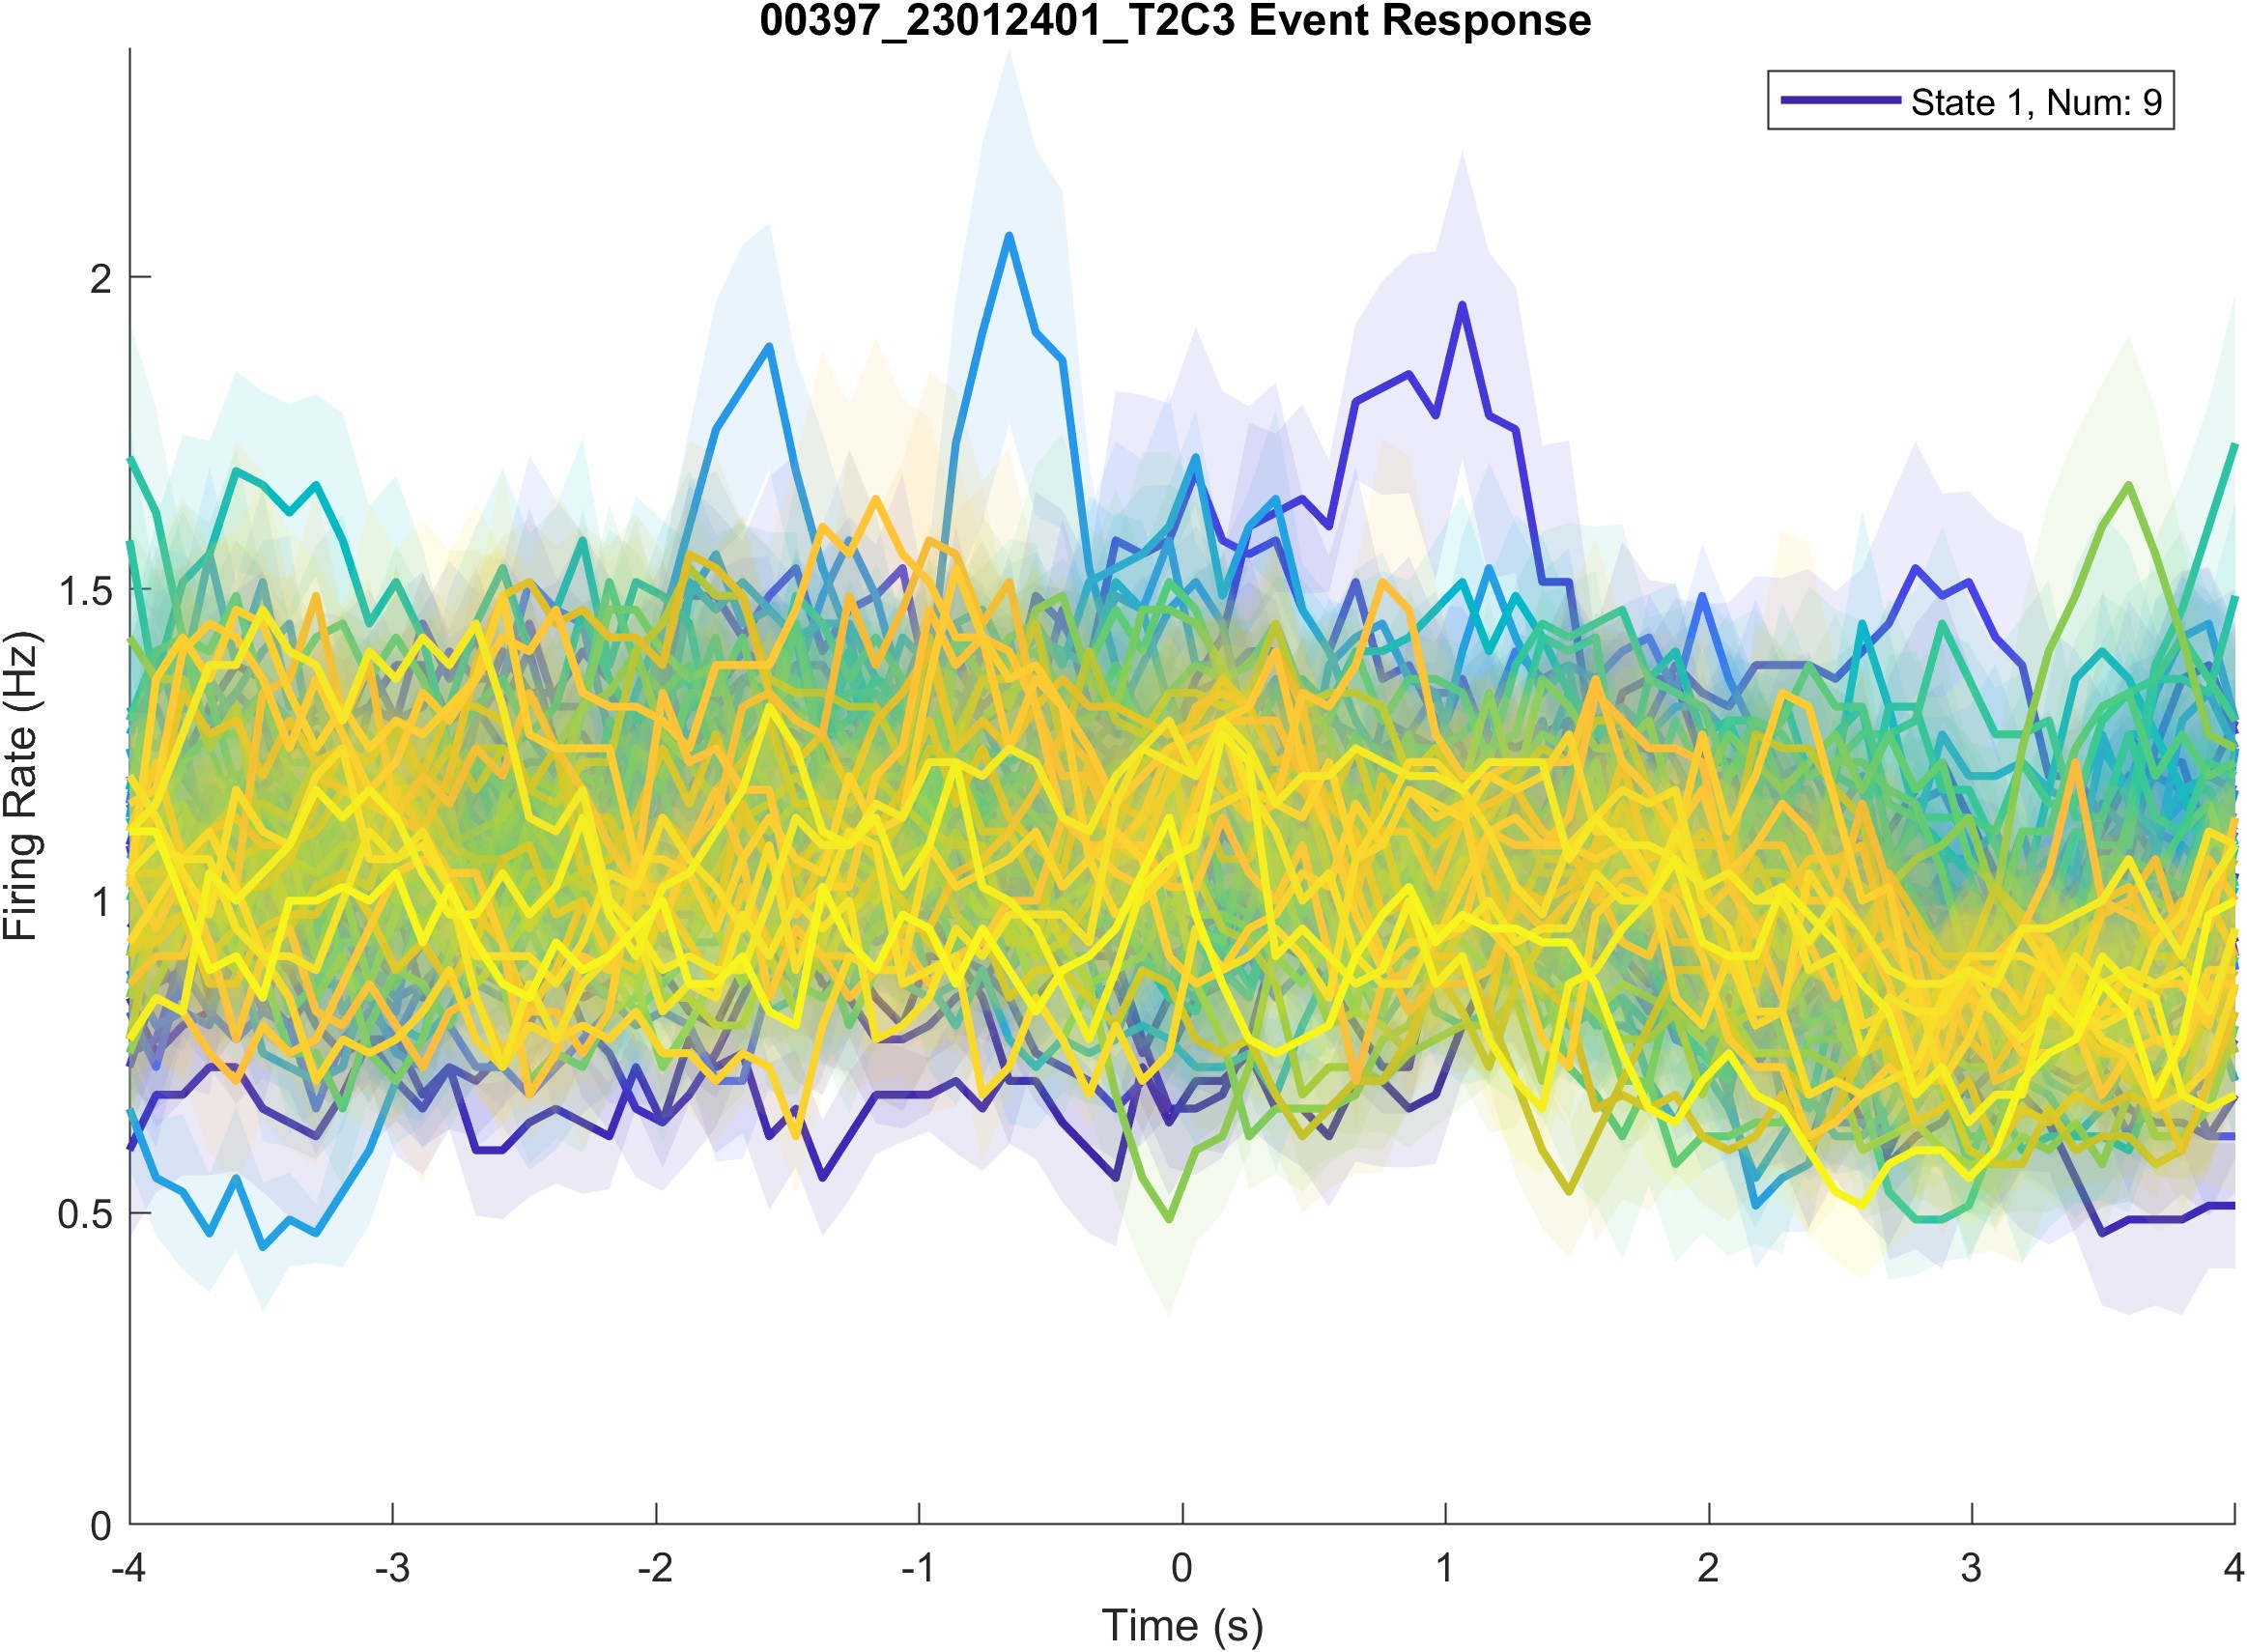 00397_23012401_T2C3 Event Response
State 1, Num: 9
Firing Rate (Hz)
2
1.5
1
0.5
0
-4 -3 -2 -1 0 1 2 3 4
Time (s)